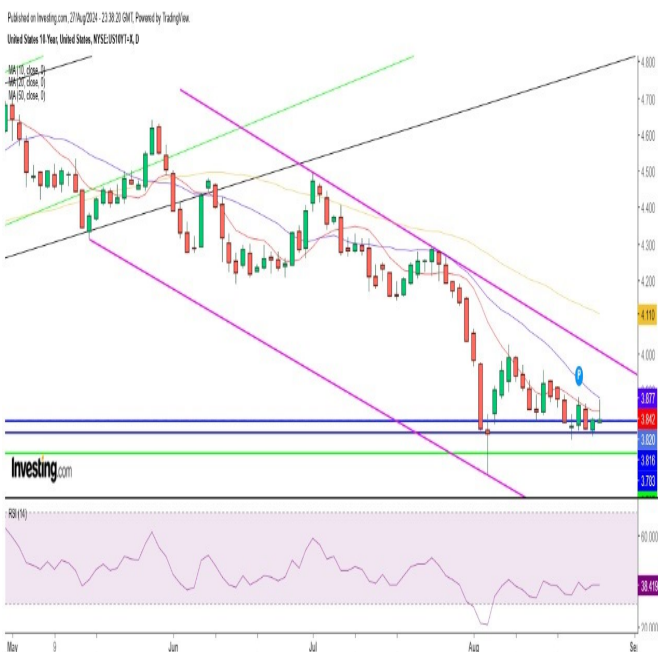 Published on Investing.com, 27/Aug/2024 - 23:38:20 GMT, Powered by TradingView.
United States 10-Year, United States, NYSE:US10YT=X, D
MA (10, close, 0)
MA (20, close, 0)
MA (50, close, 0)
4.800
4.700
4.600
4.500
4.400
4.300
4.200
4.110
4.000
3.877
3.842
3.820
3.816
3.783
P
Investing.com
RSI (14)
60.000
38.419
20.000
May
9
Jun
Jul
Aug